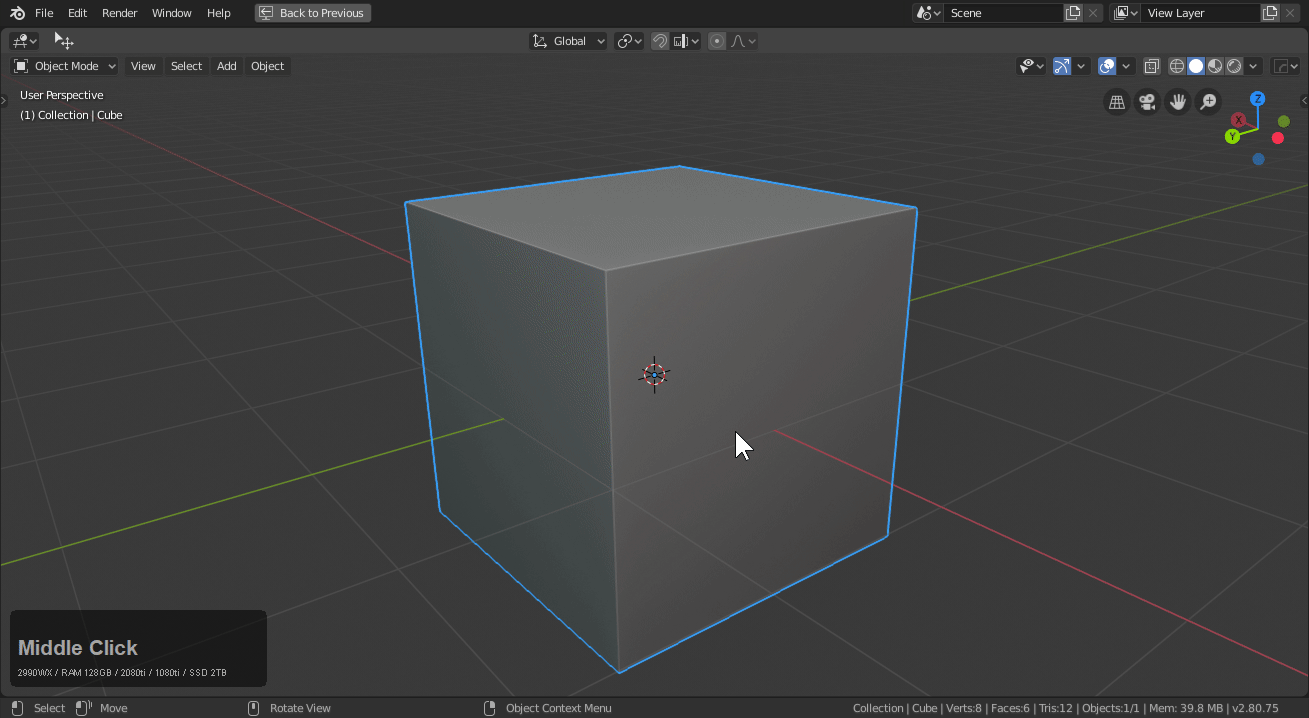 File Edit Render Window Help Back to Previous Scene View Layer
Global
Object Mode View Select Add Object
User Perspective
(1) Collection | Cube
Z
X
Y
Middle Click
2990WX / RAM 128GB / 2080ti / 1080ti / SSD 2TB
Select Move Rotate View Object Context Menu Collection | Cube | Verts:8 | Faces:6 | Tris:12 | Objects:1/1 | Mem: 39.8 MB | v2.80.75